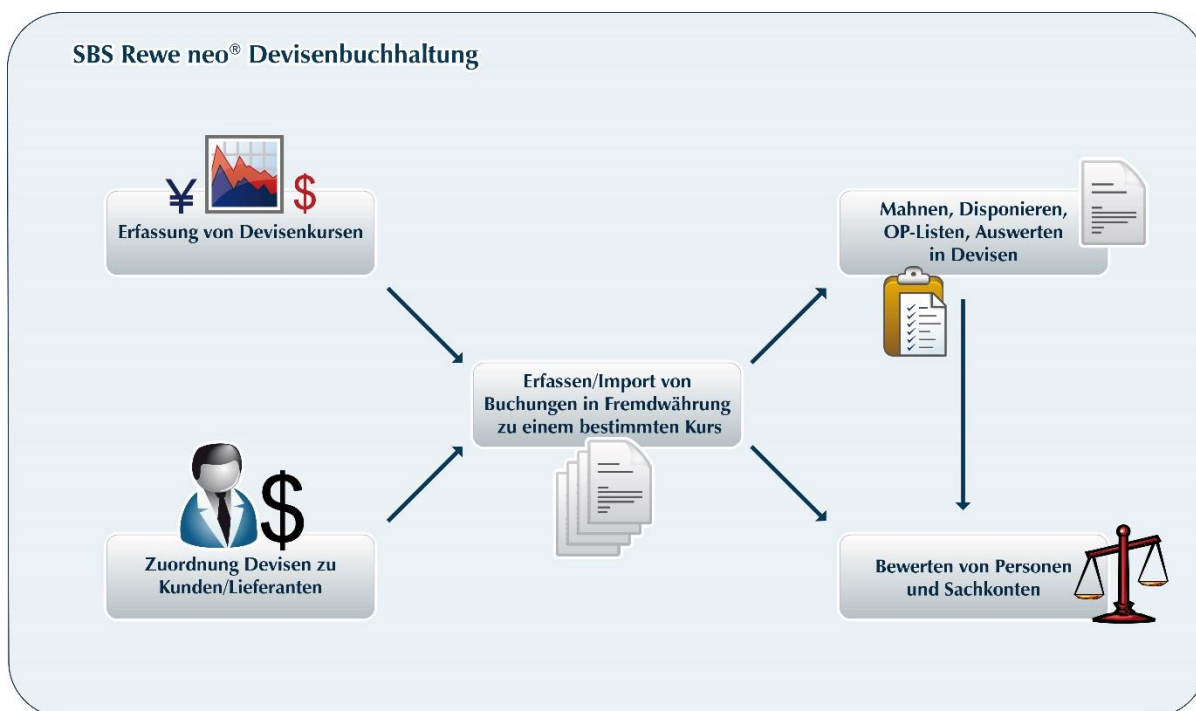 SBS Rewe neo® Devisenbuchhaltung
¥
$
Erfassung von Devisenkursen
Mahnen, Disponieren,
OP-Listen, Auswerten
in Devisen
Erfassen/Import von
Buchungen in Fremdwährung
zu einem bestimmten Kurs
$
Zuordnung Devisen zu
Kunden/Lieferanten
Bewerten von Personen
und Sachkonten